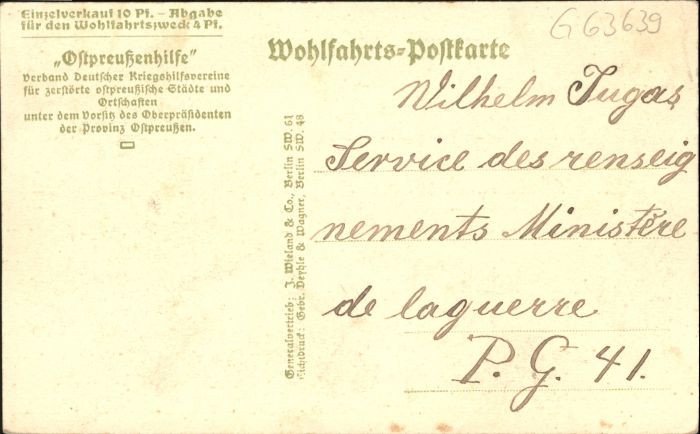 Einzelverkauf 10 Pf. – Abgabe
für den Wohlfahrtszweck 4 Pf.
„Ostpreußenhilfe"
Verband Deutscher Kriegshilfsvereine
für zerstörte ostpreußische Städte und
Ortschaften
unter dem Vorsitz des Oberpräsidenten
der Provinz Ostpreußen.
Generalvertrieb: J. Wieland & Co., Berlin SW. 61
Lichtdruck: Gebr. Deyhle & Wagner, Berlin SW. 48
G 63639
Wohlfahrts-Postkarte
Wilhelm Jugas
Service des renseig
nements Ministère
de laguerre
P. G. 41.